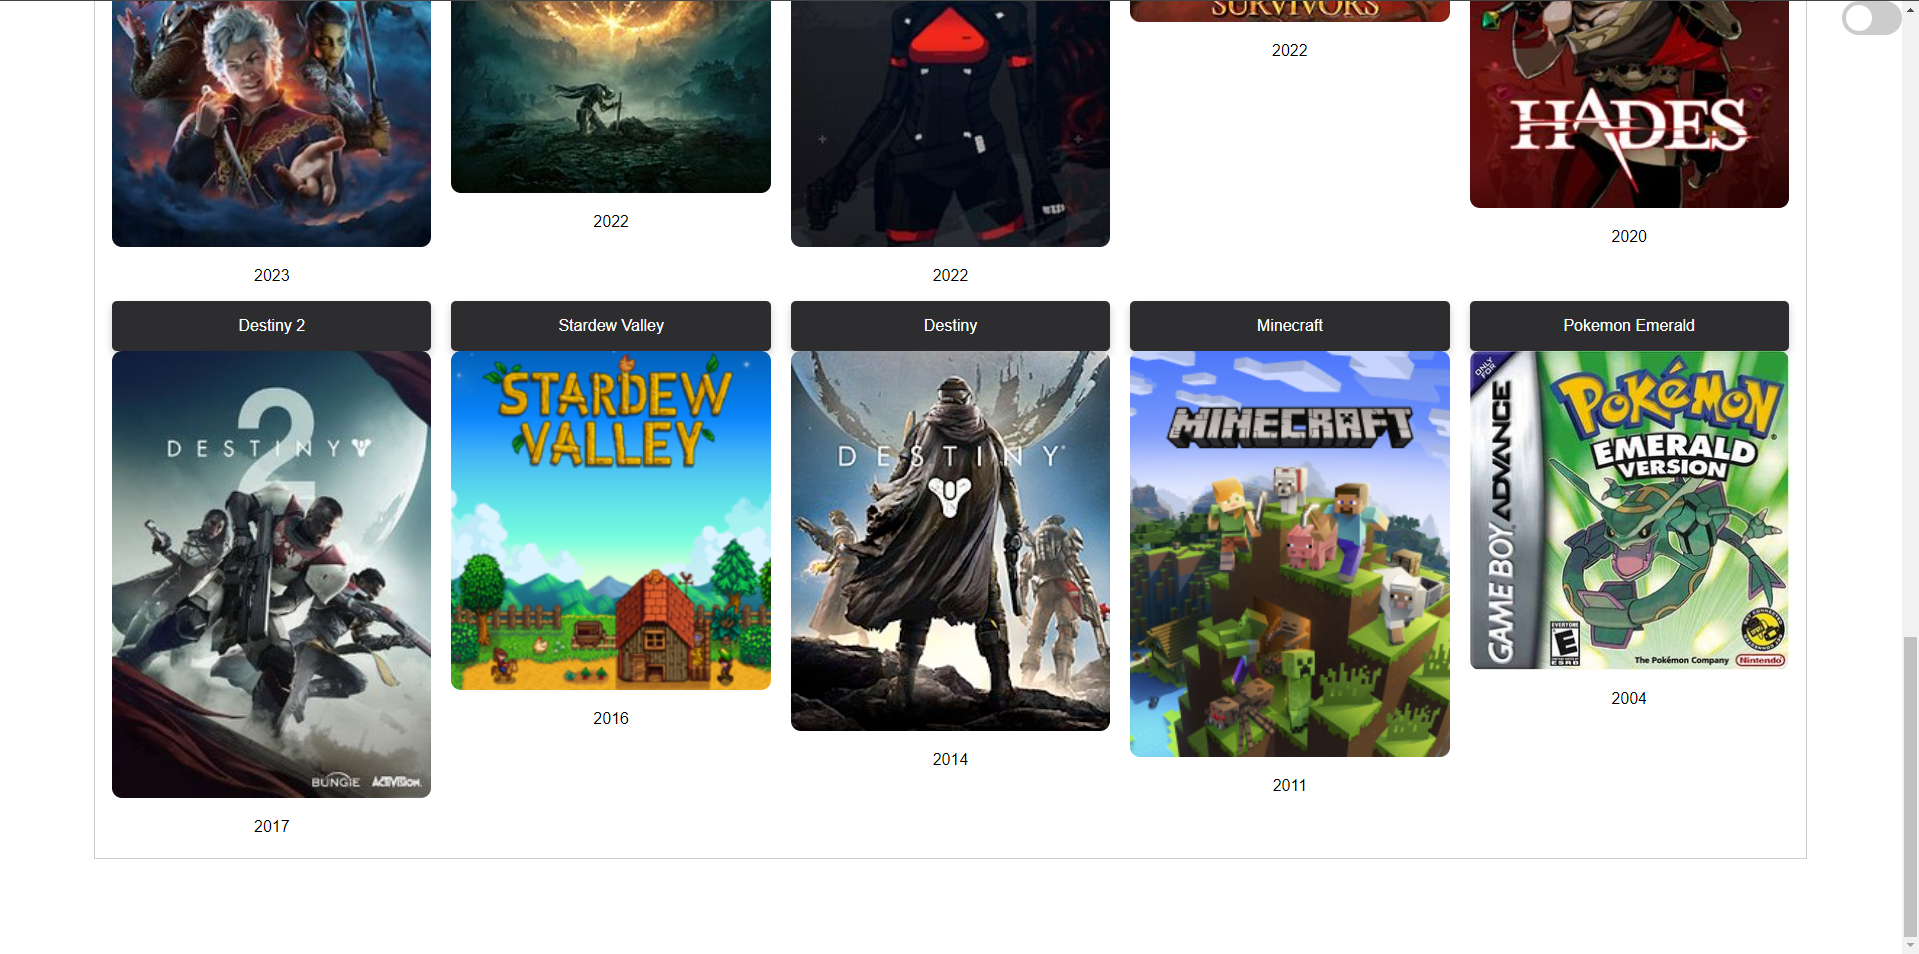 SURVIVORS
2022
HADES
2022
2020
2023
2022
Destiny 2
Stardew Valley
Destiny
Minecraft
Pokemon Emerald
2
DESTINY
BUNGIE ACTIVISION
STARDEW
VALLEY
DESTINY
MINECRAFT
ONLY
FOR
GAME BOY ADVANCE
POKéMON
EMERALD
VERSION
EVERYONE
E
ESRB
The Pokémon Company
Nintendo
2004
2016
2014
2011
2017